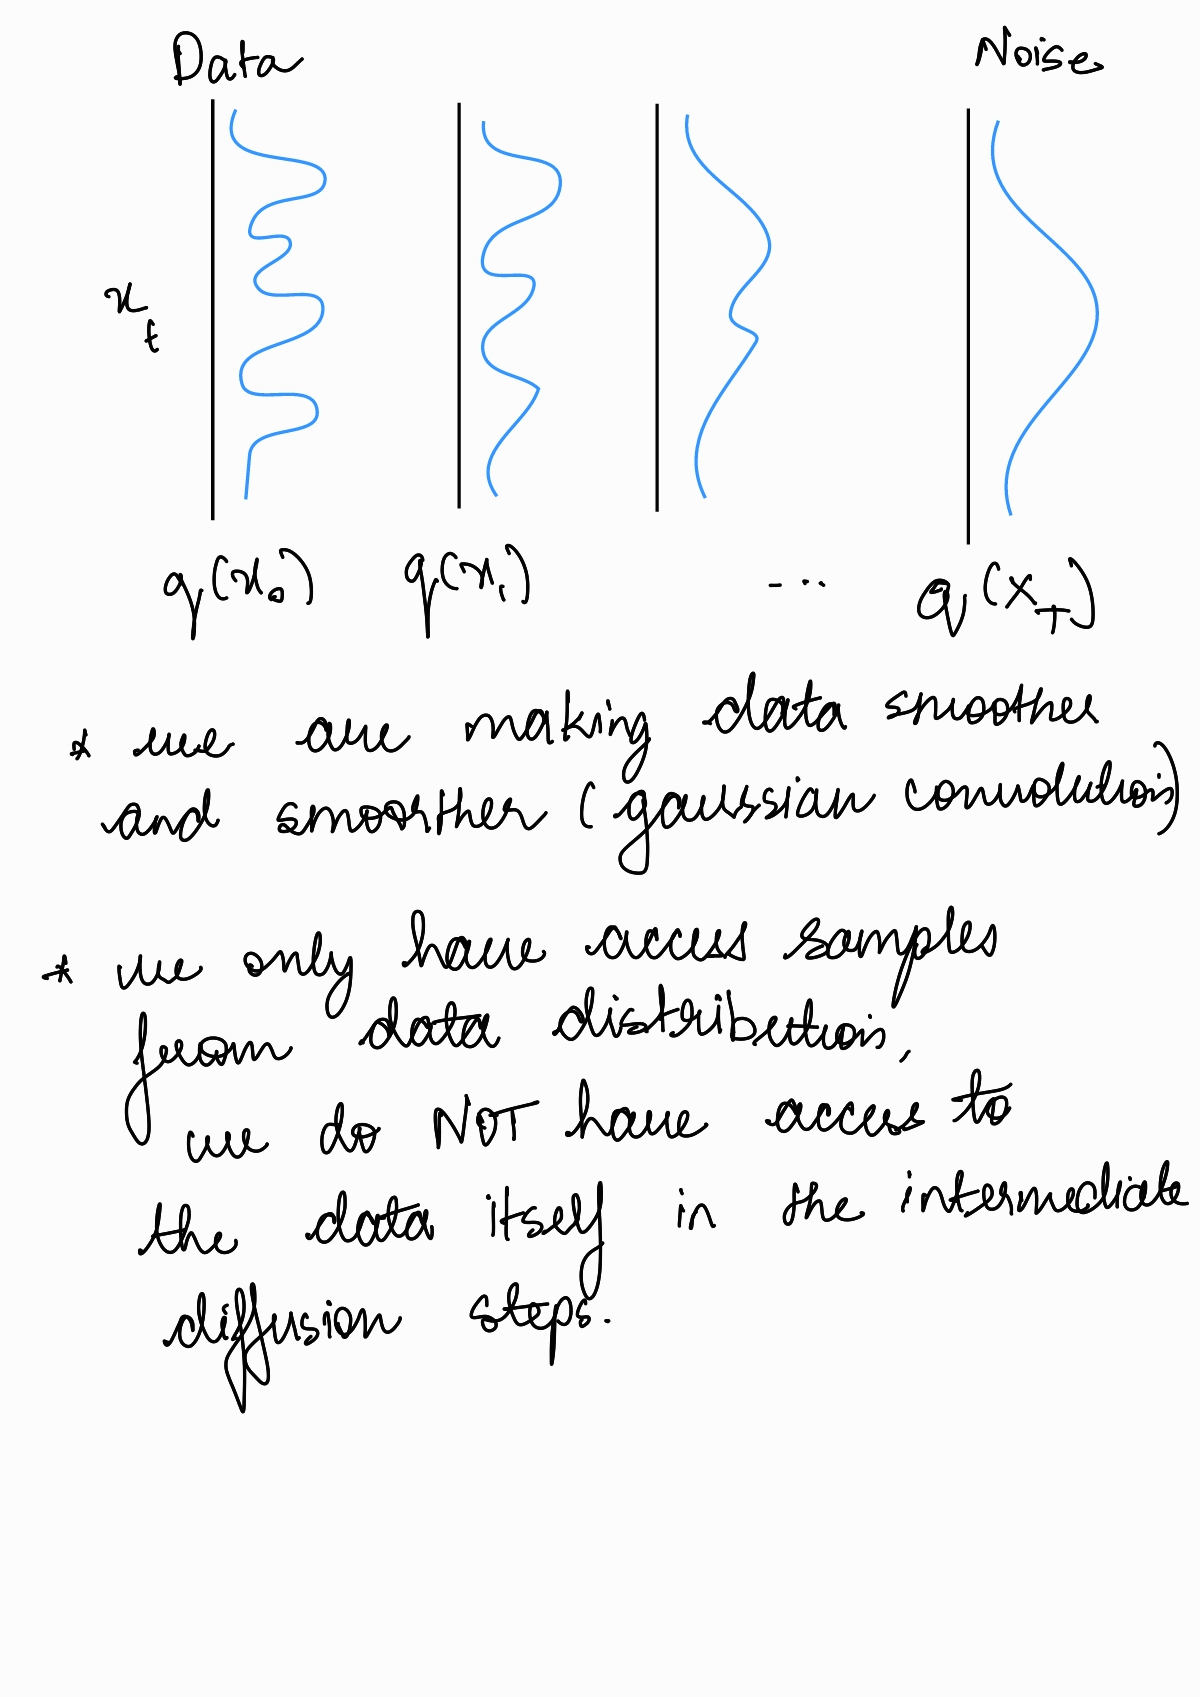 Data Noise
x_t
q(x_0) q(x_1) ... q(x_T)
* we are making data smoother
and smoother (gaussian convolution)
* we only have access samples
from data distribution,
we do NOT have access to
the data itself in the intermediate
diffusion steps.